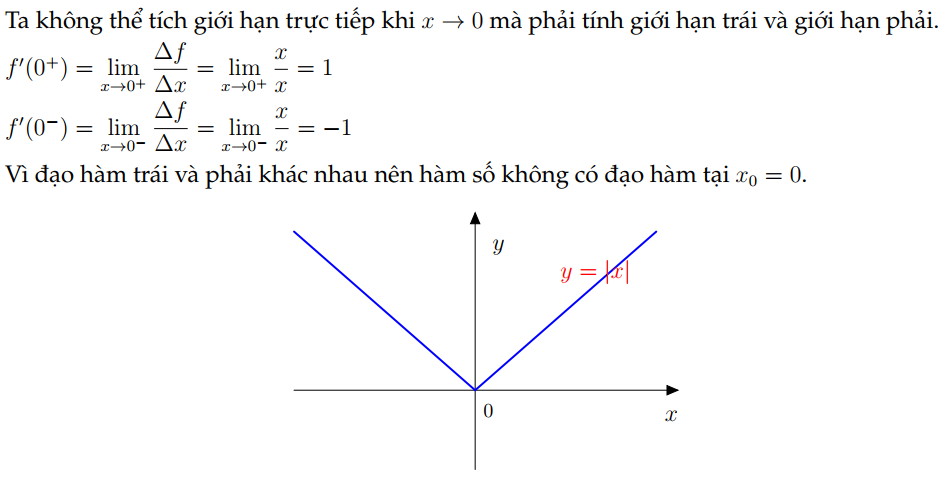 Ta không thể tích giới hạn trực tiếp khi x → 0 mà phải tính giới hạn trái và giới hạn phải.
f′(0⁺) = lim_{x→0⁺} Δf/Δx = lim_{x→0⁺} x/x = 1
f′(0⁻) = lim_{x→0⁻} Δf/Δx = lim_{x→0⁻} x/x = −1
Vì đạo hàm trái và phải khác nhau nên hàm số không có đạo hàm tại x₀ = 0.
y
y = |x|
0
x